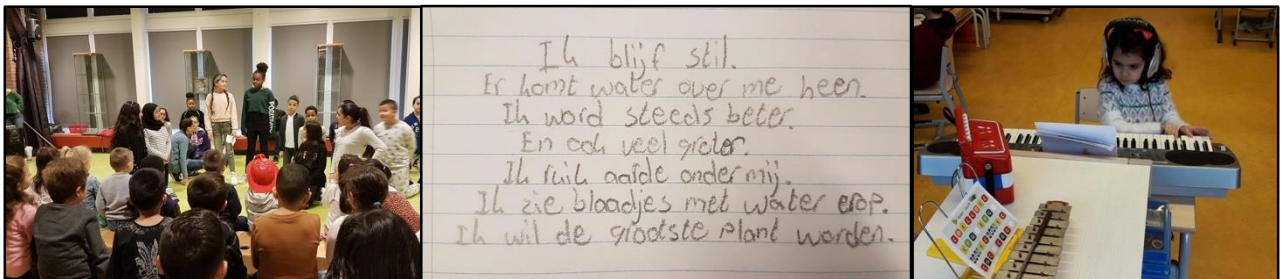 Ik blijf stil.
Er komt water over me heen.
Ik word steeds beter.
En ook veel groter.
Ik ruik aarde onder mij.
Ik zie blaadjes met water erop.
Ik wil de grootste plant worden.